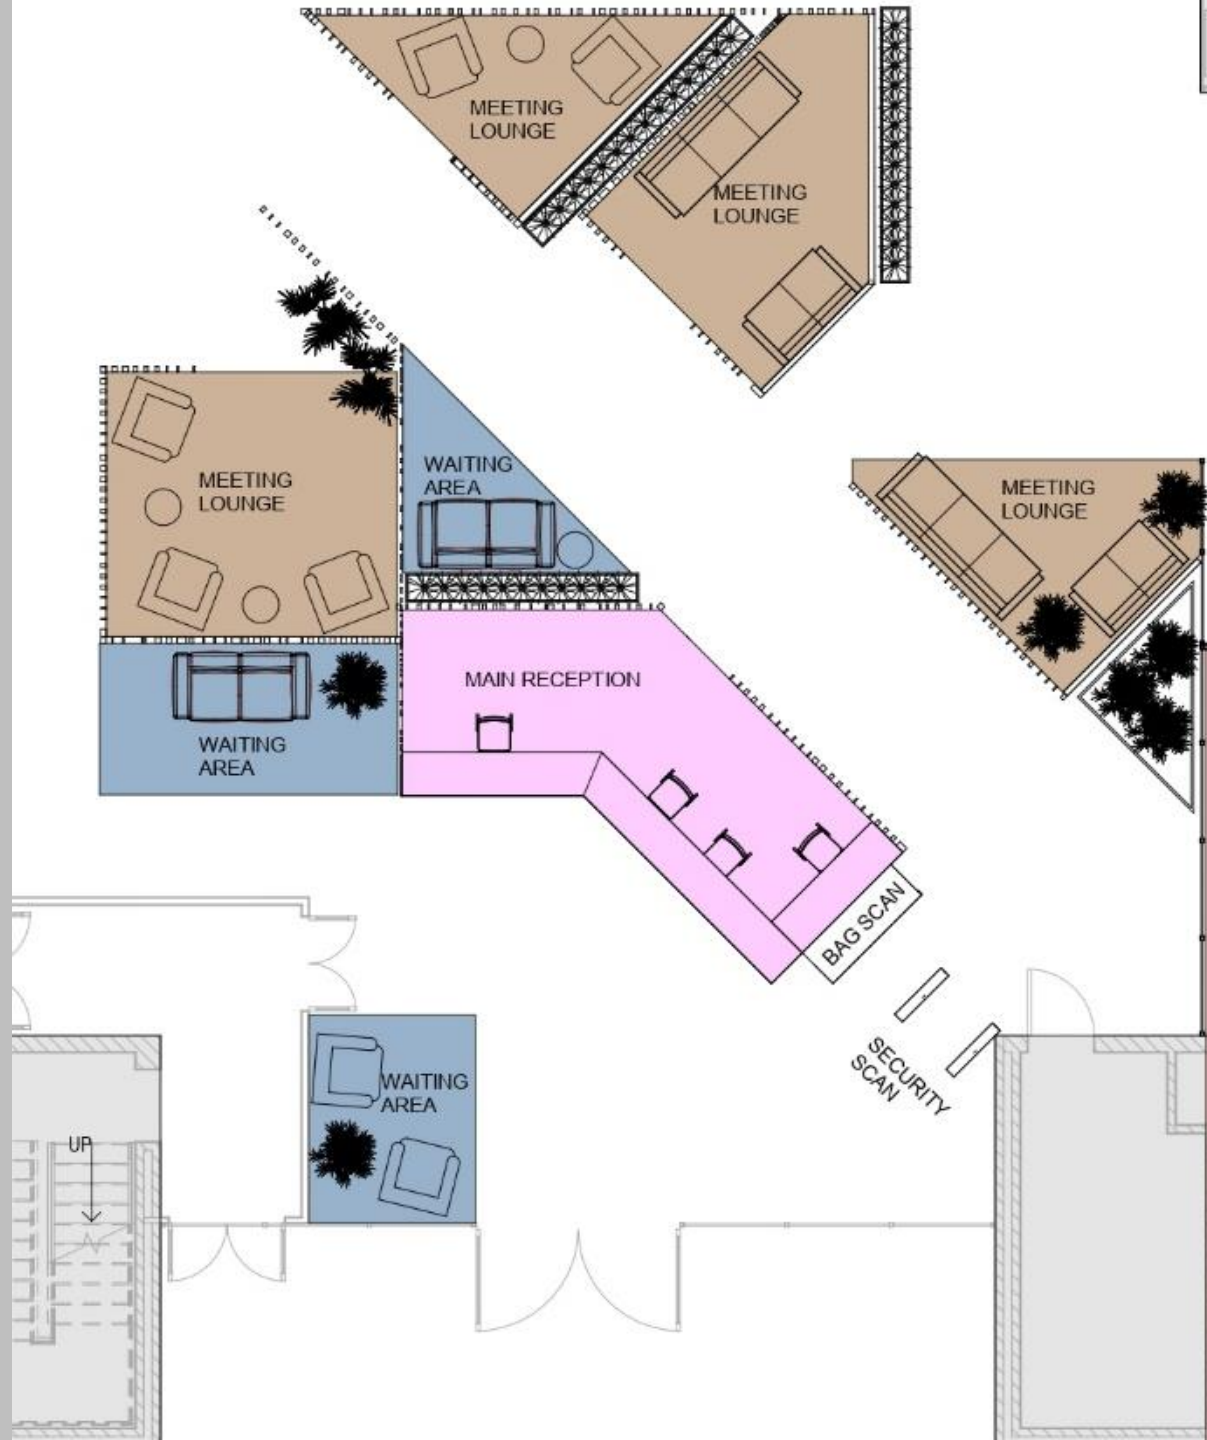 MEETING
LOUNGE
MEETING
LOUNGE
WAITING
AREA
MEETING
LOUNGE
MEETING
LOUNGE
MAIN RECEPTION
WAITING
AREA
BAG SCAN
SECURITY
SCAN
WAITING
AREA
UP